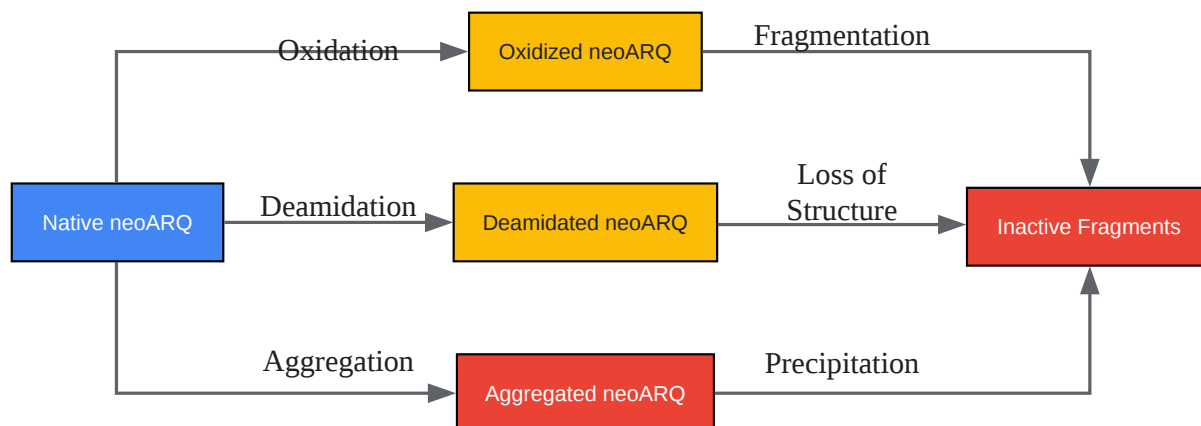 Oxidation
Oxidized neoARQ
Fragmentation
Native neoARQ
Deamidation
Deamidated neoARQ
Loss of
Structure
Inactive Fragments
Aggregation
Aggregated neoARQ
Precipitation